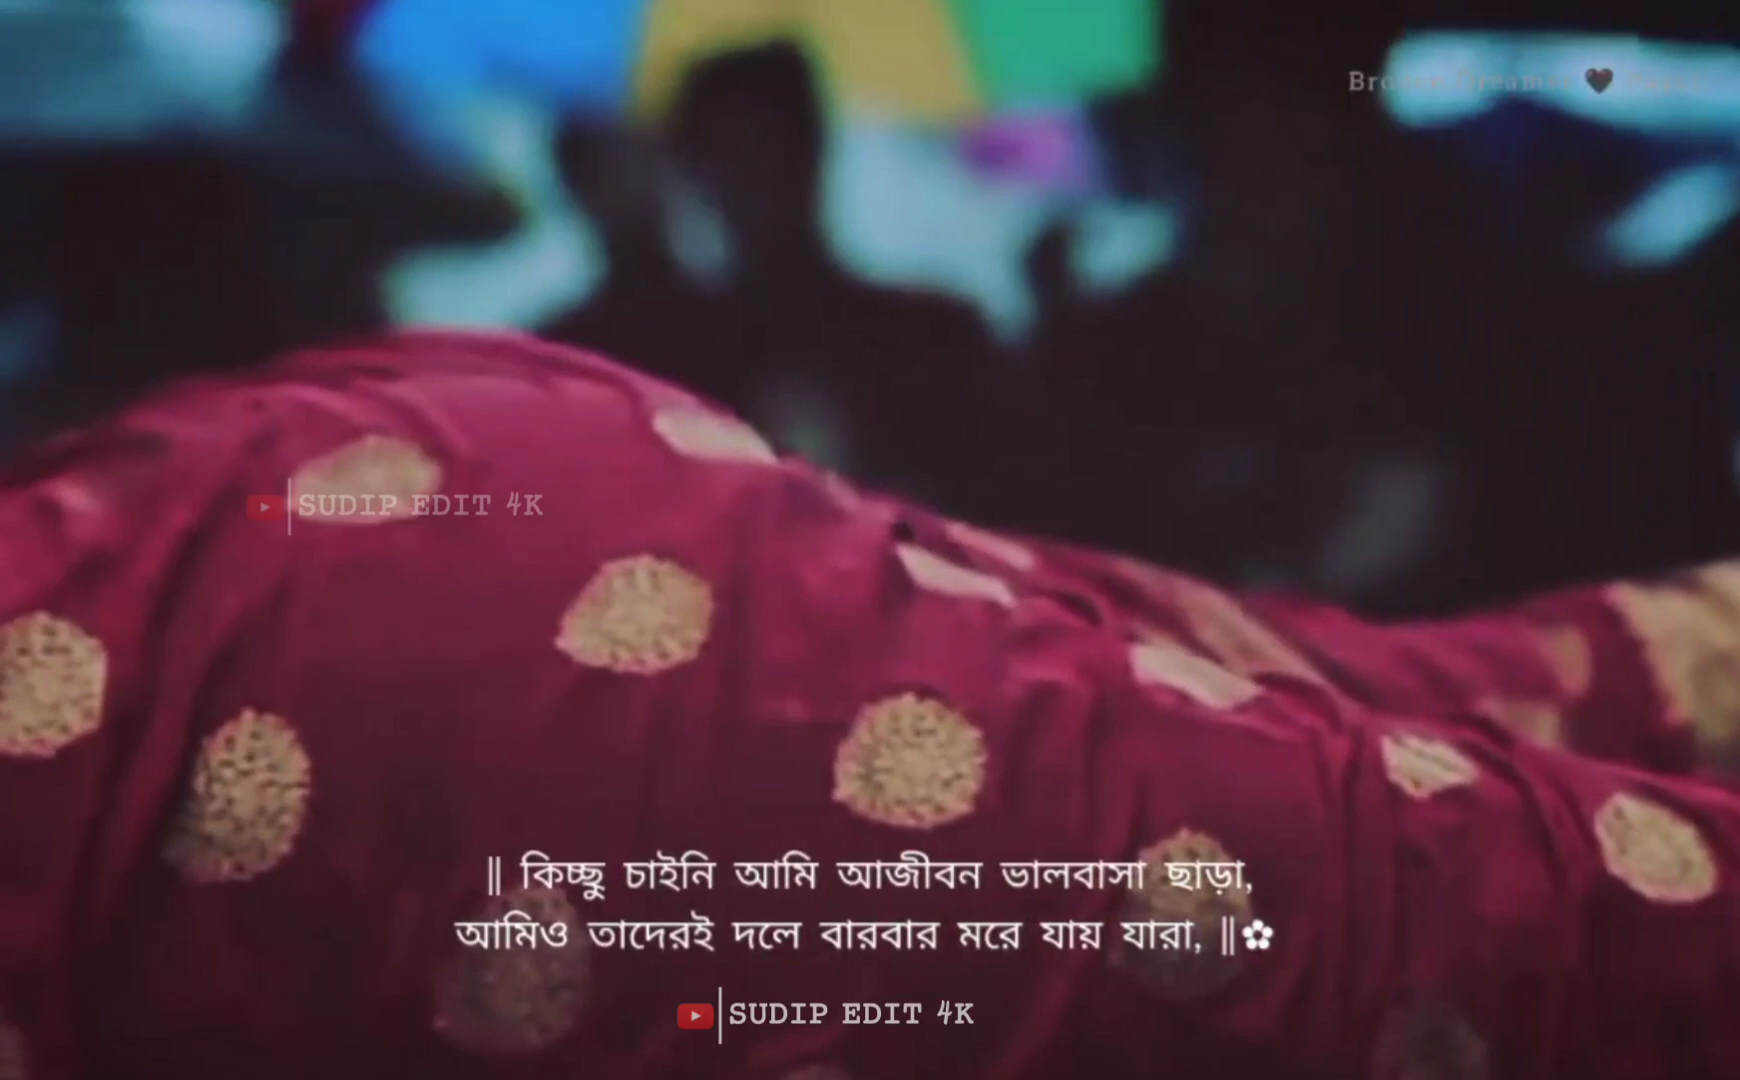 🖤
SUDIP EDIT 4K
‖ কিচ্ছু চাইনি আমি আজীবন ভালবাসা ছাড়া,
আমিও তাদেরই দলে বারবার মরে যায় যারা, ‖✿
SUDIP EDIT 4K